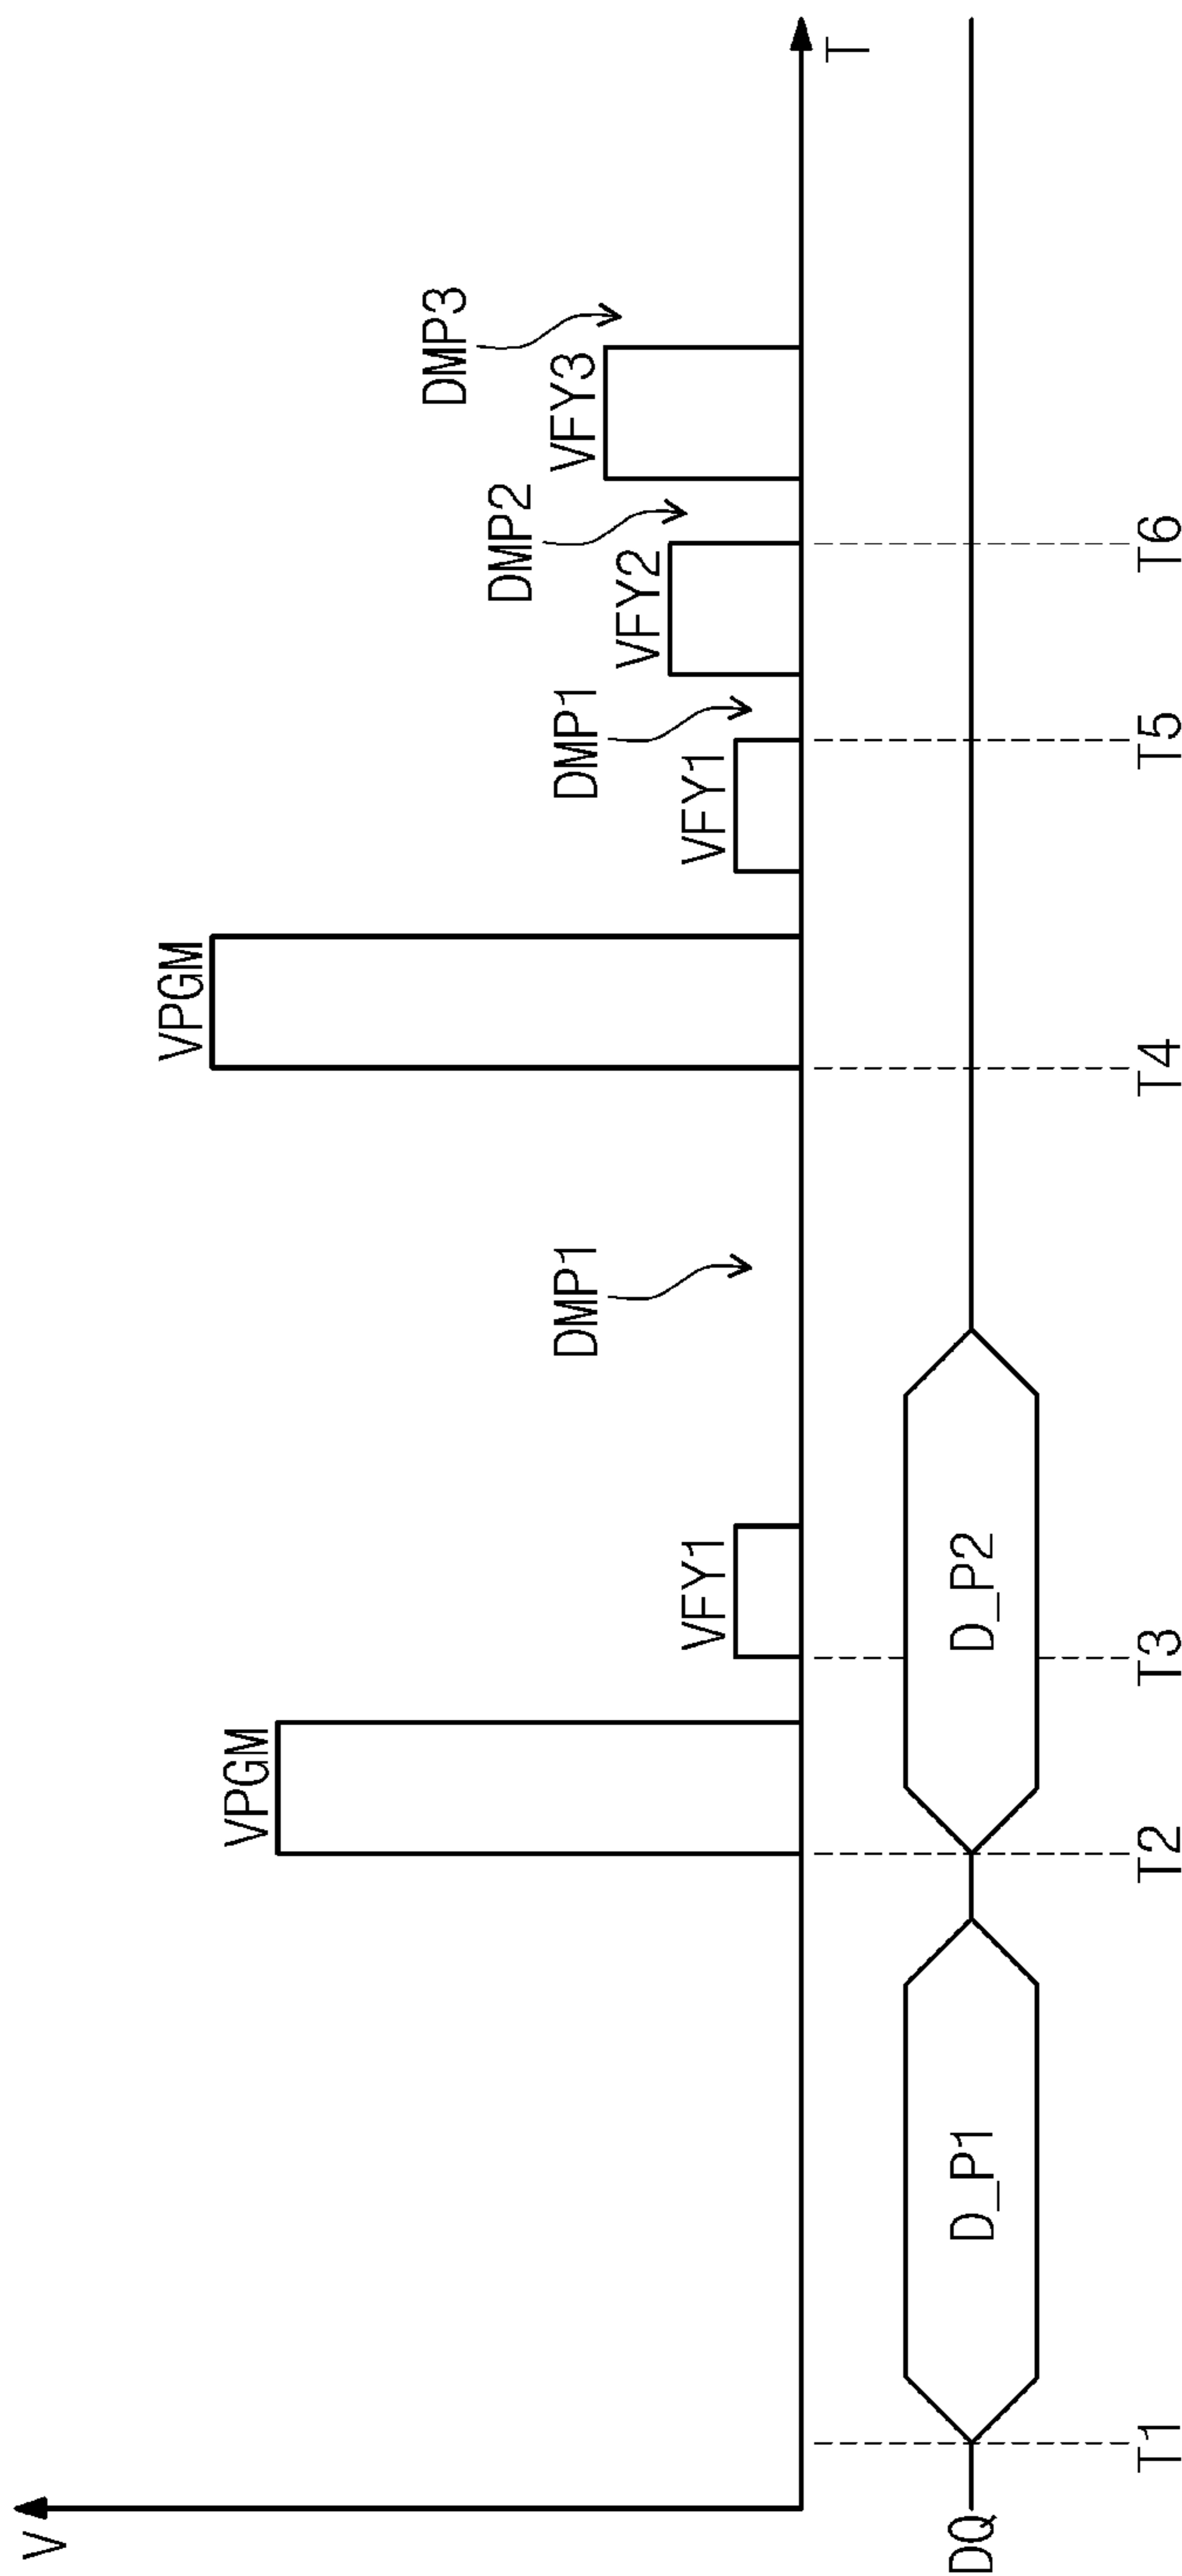 V
VPGM
VPGM
DMP3
VFY3
DMP2
VFY2
DMP1
VFY1
DMP1
VFY1
T
DQ
D_P1
D_P2
T1
T2
T3
T4
T5
T6